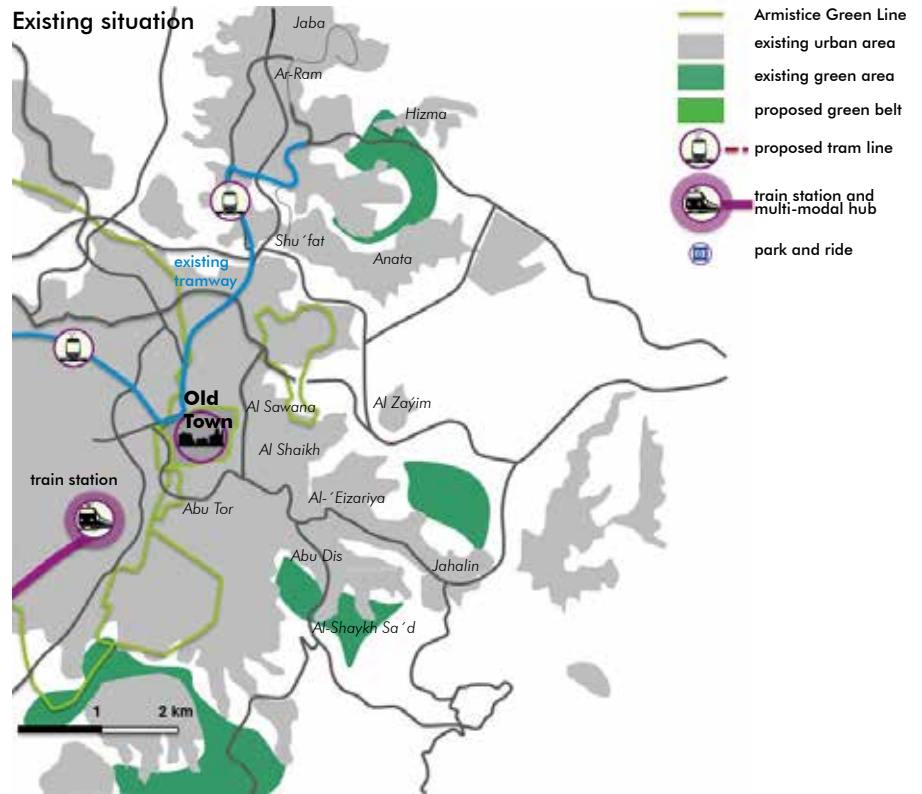 Existing situation
Jaba
Ar-Ram
Hizma
Shu´fat
Anata
existing
tramway
Old
Town
Al Sawana
Al Zaýim
Al Shaikh
train station
Al-´Eizariya
Abu Tor
Abu Dis
Jahalin
Al-Shaykh Sa´d
1
2 km
Armistice Green Line
existing urban area
existing green area
proposed green belt
proposed tram line
train station and
multi-modal hub
park and ride